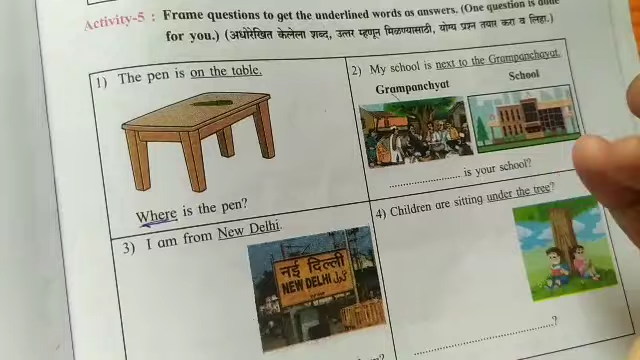 Activity-5 : Frame questions to get the underlined words as answers. (One question is done
for you.) (अधोरेखित केलेला शब्द, उत्तर म्हणून मिळण्यासाठी, योग्य प्रश्न तयार करा व लिहा.)
1) The pen is on the table.
Where is the pen?
2) My school is next to the Grampanchayat.
Grampanchyat School
........................ is your school?
3) I am from New Delhi.
नई दिल्ली
NEW DELHI نئی دہلی
4) Children are sitting under the tree?
................................................?